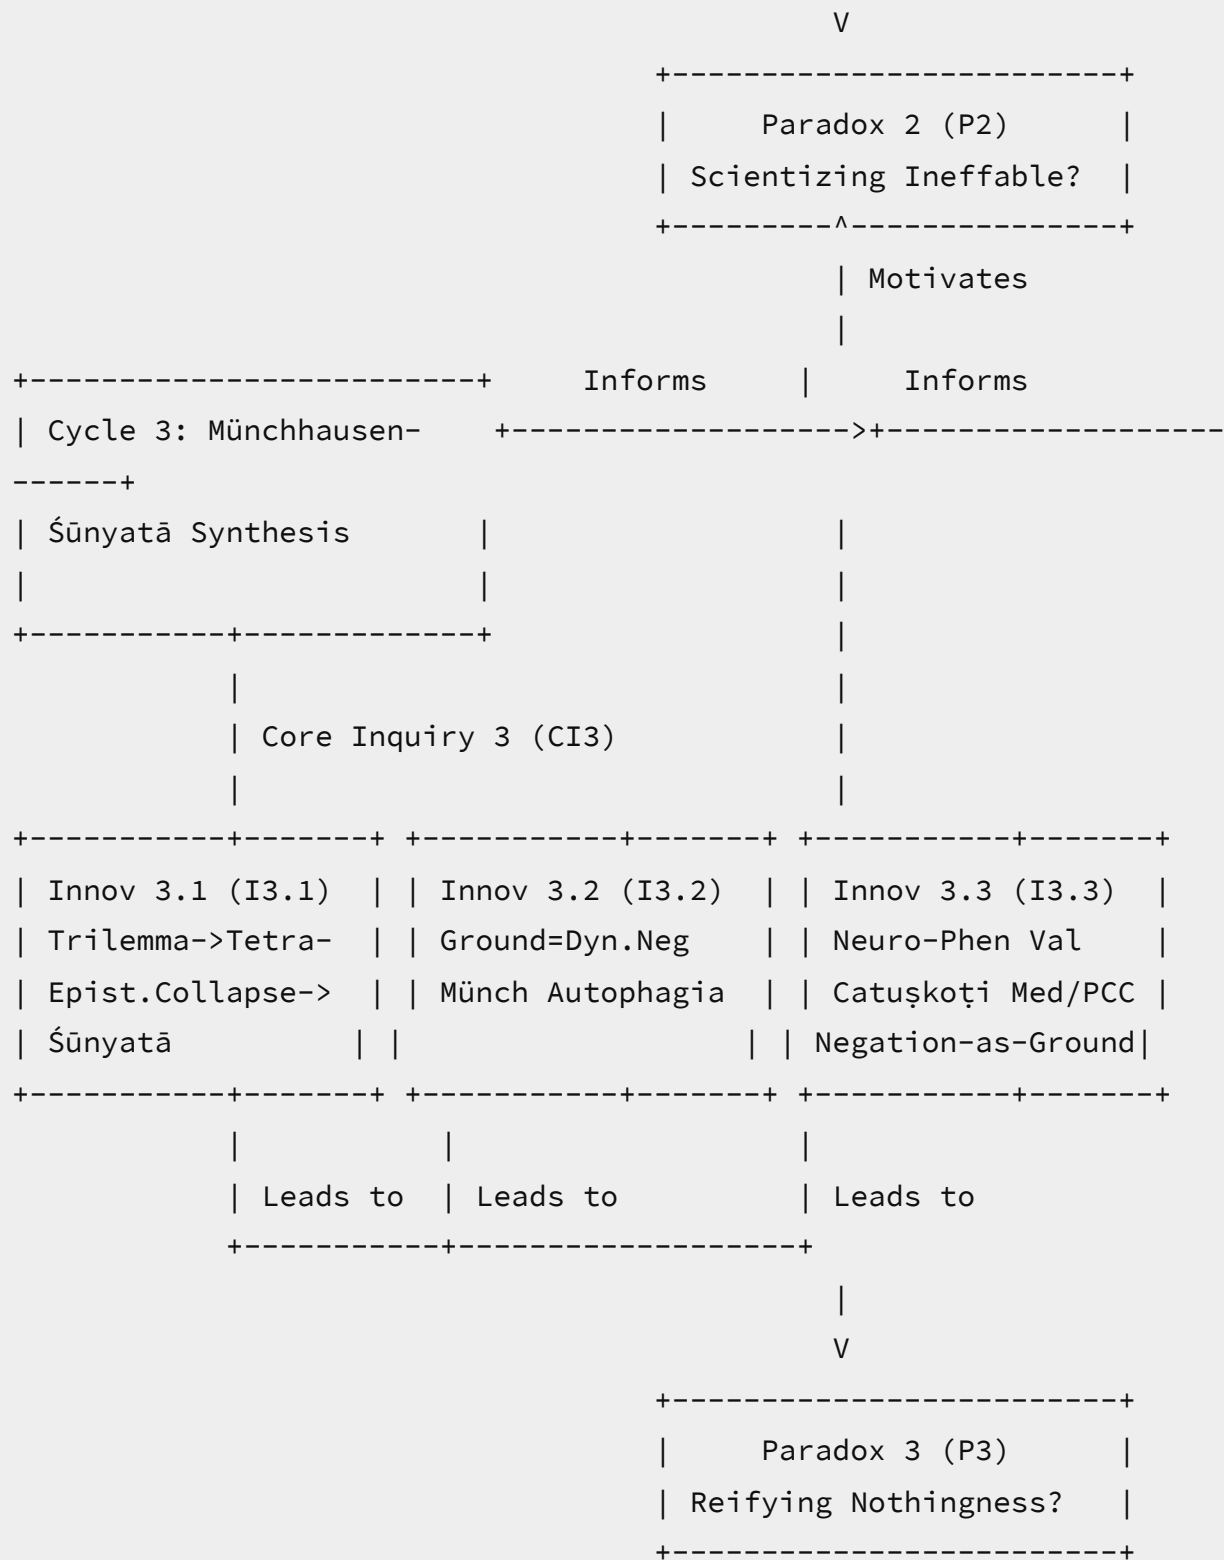 V
+-------------------------+
|     Paradox 2 (P2)      |
| Scientizing Ineffable?  |
+---------^---------------+
| Motivates
|
+-------------------------+     Informs     |     Informs
| Cycle 3: Münchhausen-    +------------------->+-------------------
------+
| Śūnyatā Synthesis       |                   |
|                         |                   |
+-----------+-------------+                   |
|                                 |
| Core Inquiry 3 (CI3)            |
|                                 |
+-----------+-------+ +-----------+-------+ +-----------+-------+
| Innov 3.1 (I3.1)  | | Innov 3.2 (I3.2)  | | Innov 3.3 (I3.3)  |
| Trilemma->Tetra-  | | Ground=Dyn.Neg    | | Neuro-Phen Val    |
| Epist.Collapse->  | | Münch Autophagia  | | Catuṣkoṭi Med/PCC |
| Śūnyatā          | |                   | | Negation-as-Ground|
+-----------+-------+ +-----------+-------+ +-----------+-------+
|           |                   |
| Leads to  | Leads to          | Leads to
+-----------+-------------------+
|
V
+-------------------------+
|     Paradox 3 (P3)      |
| Reifying Nothingness?   |
+-------------------------+